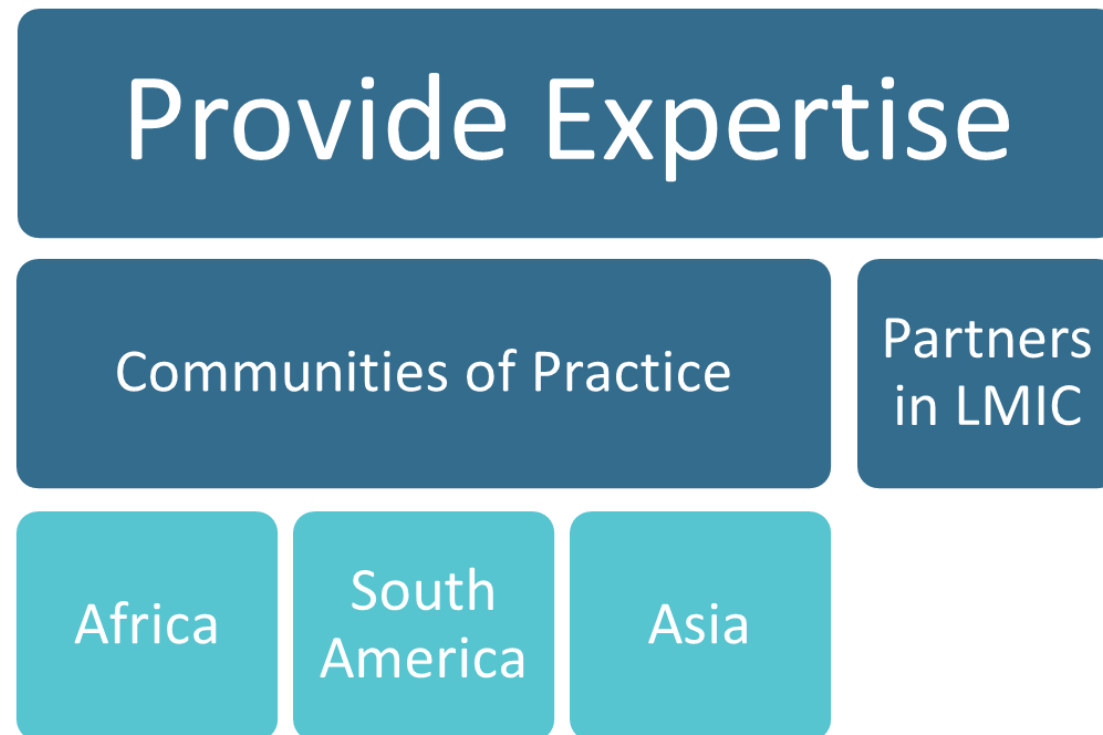 Provide Expertise
Communities of Practice
Partners
in LMIC
Africa
South
America
Asia